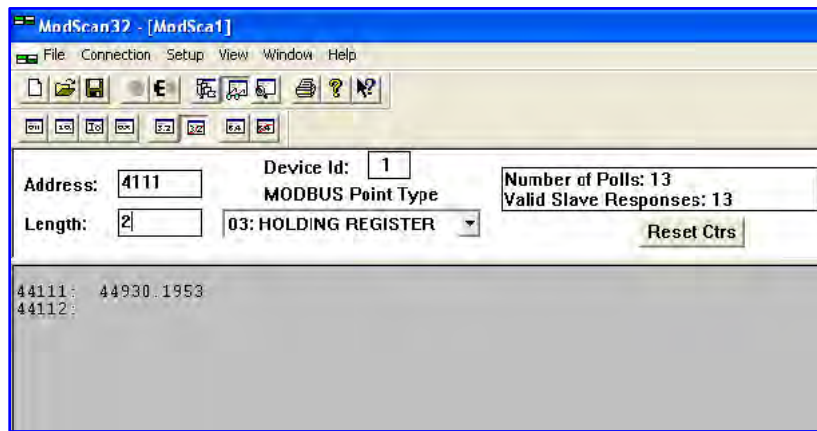 ModScan32 - [ModSca1]
File Connection Setup View Window Help
Address: 4111
Device Id: 1
MODBUS Point Type
Length: 2
03: HOLDING REGISTER
Number of Polls: 13
Valid Slave Responses: 13
Reset Ctrs
44111: 44930.1953
44112: